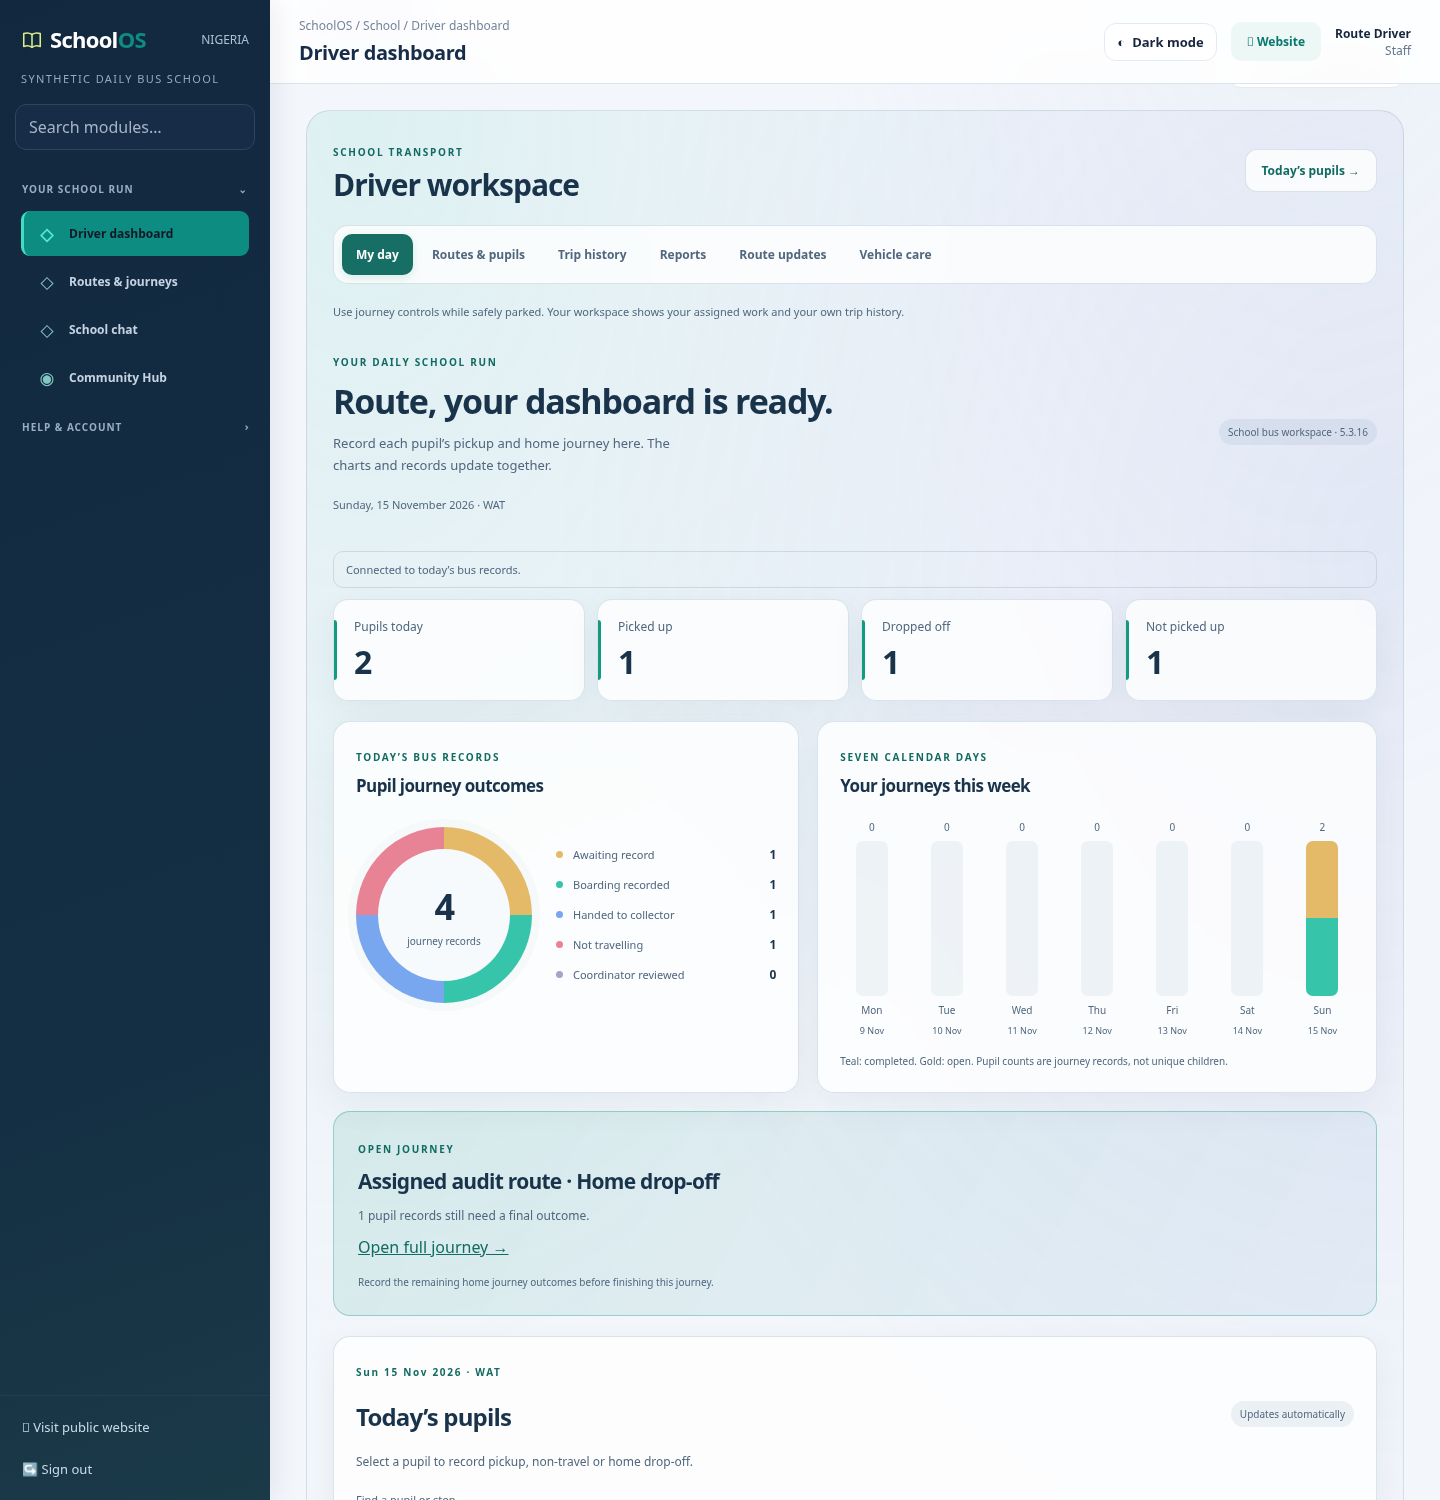 SchoolOS
NIGERIA
SYNTHETIC DAILY BUS SCHOOL
Search modules...
YOUR SCHOOL RUN
Driver dashboard
Routes & journeys
School chat
Community Hub
HELP & ACCOUNT
Visit public website
Sign out
SchoolOS / School / Driver dashboard
Driver dashboard
Dark mode
Website
Route Driver
Staff
SCHOOL TRANSPORT
Driver workspace
Today's pupils →
My day
Routes & pupils
Trip history
Reports
Route updates
Vehicle care
Use journey controls while safely parked. Your workspace shows your assigned work and your own trip history.
YOUR DAILY SCHOOL RUN
Route, your dashboard is ready.
Record each pupil's pickup and home journey here. The
charts and records update together.
School bus workspace · 5.3.16
Sunday, 15 November 2026 · WAT
Connected to today's bus records.
Pupils today
2
Picked up
1
Dropped off
1
Not picked up
1
TODAY'S BUS RECORDS
Pupil journey outcomes
4
journey records
Awaiting record 1
Boarding recorded 1
Handed to collector 1
Not travelling 1
Coordinator reviewed 0
SEVEN CALENDAR DAYS
Your journeys this week
0 0 0 0 0 0 2
Mon Tue Wed Thu Fri Sat Sun
9 Nov 10 Nov 11 Nov 12 Nov 13 Nov 14 Nov 15 Nov
Teal: completed. Gold: open. Pupil counts are journey records, not unique children.
OPEN JOURNEY
Assigned audit route · Home drop-off
1 pupil records still need a final outcome.
Open full journey →
Record the remaining home journey outcomes before finishing this journey.
Sun 15 Nov 2026 · WAT
Today's pupils
Updates automatically
Select a pupil to record pickup, non-travel or home drop-off.
Find a pupil or stop